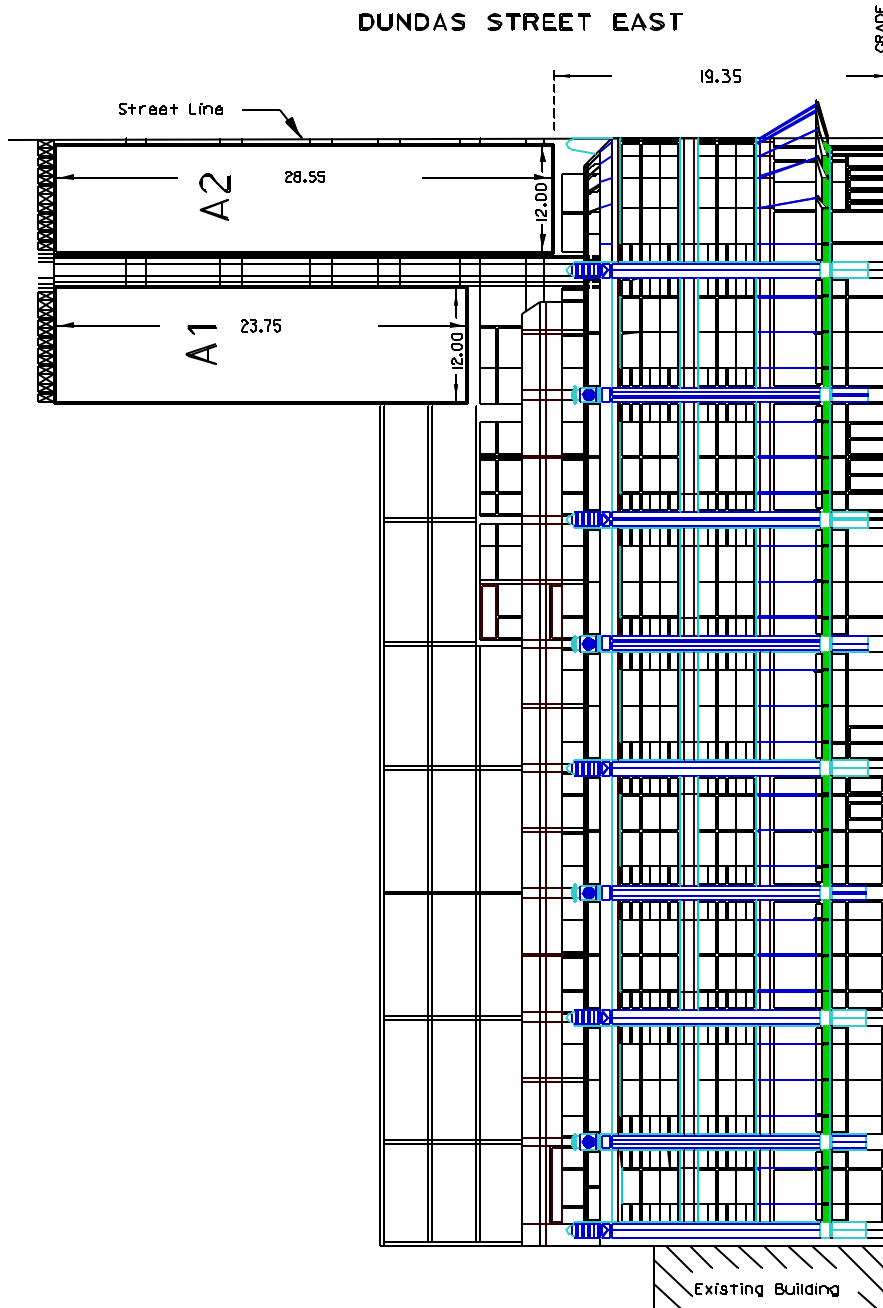 DUNDAS STREET EAST
GRADE
19.35
Street Line
A2
28.55
12.00
A1
23.75
12.00
Existing Building